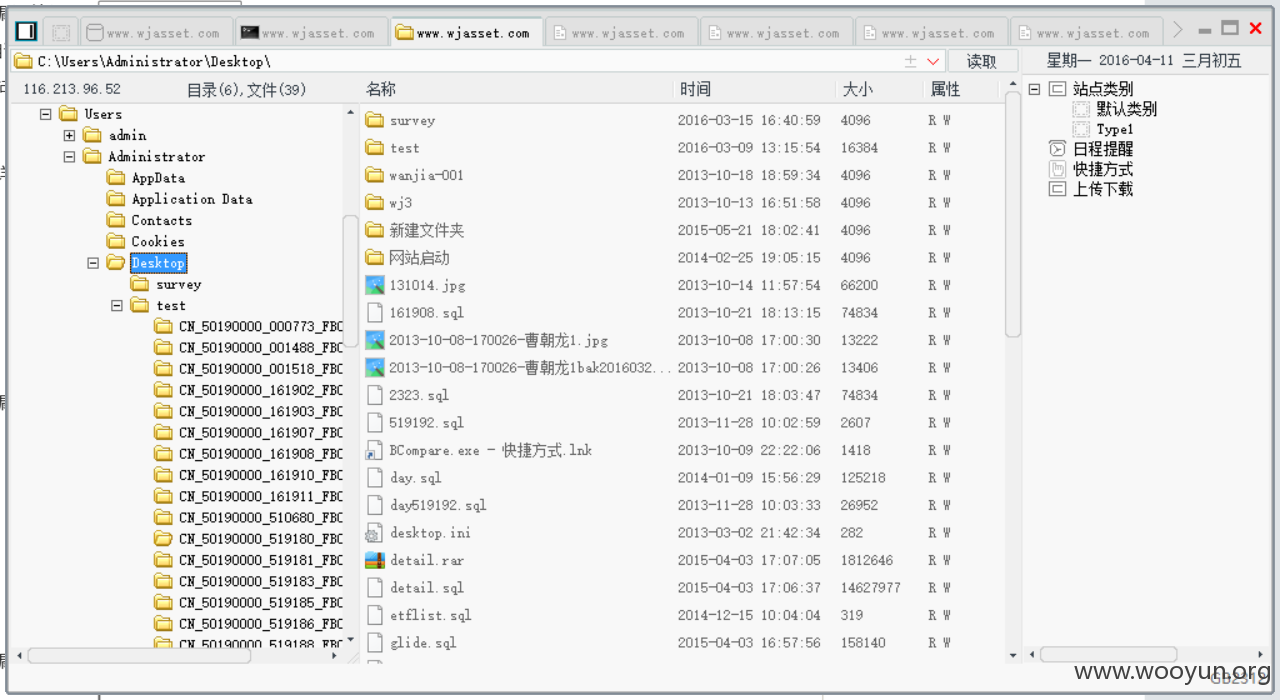 www.wjasset.com www.wjasset.com www.wjasset.com www.wjasset.com www.wjasset.com www.wjasset.com www.wjasset.com
C:\Users\Administrator\Desktop\ 读取 星期一 2016-04-11 三月初五
116.213.96.52 目录(6),文件(39)
Users
admin
Administrator
AppData
Application Data
Contacts
Cookies
Desktop
survey
test
CN_50190000_000773_FBC
CN_50190000_001488_FBC
CN_50190000_001518_FBC
CN_50190000_161902_FBC
CN_50190000_161903_FBC
CN_50190000_161907_FBC
CN_50190000_161908_FBC
CN_50190000_161910_FBC
CN_50190000_161911_FBC
CN_50190000_510680_FBC
CN_50190000_519180_FBC
CN_50190000_519181_FBC
CN_50190000_519183_FBC
CN_50190000_519185_FBC
CN_50190000_519186_FBC
CN_50190000_519188_FBC
名称 时间 大小 属性
survey 2016-03-15 16:40:59 4096 R W
test 2016-03-09 13:15:54 16384 R W
wanjia-001 2013-10-18 18:59:34 4096 R W
wj3 2013-10-13 16:51:58 4096 R W
新建文件夹 2015-05-21 18:02:41 4096 R W
网站启动 2014-02-25 19:05:15 4096 R W
131014.jpg 2013-10-14 11:57:54 66200 R W
161908.sql 2013-10-21 18:13:15 74834 R W
2013-10-08-170026-曹朝龙1.jpg 2013-10-08 17:00:30 13222 R W
2013-10-08-170026-曹朝龙1bak2016032... 2013-10-08 17:00:26 13406 R W
2323.sql 2013-10-21 18:03:47 74834 R W
519192.sql 2013-11-28 10:02:59 2607 R W
BCompare.exe - 快捷方式.lnk 2013-10-09 22:22:06 1418 R W
day.sql 2014-01-09 15:56:29 125218 R W
day519192.sql 2013-11-28 10:03:33 26952 R W
desktop.ini 2013-03-02 21:42:34 282 R W
detail.rar 2015-04-03 17:07:05 1812646 R W
detail.sql 2015-04-03 17:06:37 14627977 R W
etflist.sql 2014-12-15 10:04:04 319 R W
glide.sql 2015-04-03 16:57:56 158140 R W
站点类别
默认类别
Type1
日程提醒
快捷方式
上传下载
www.wooyun.org
GB2312